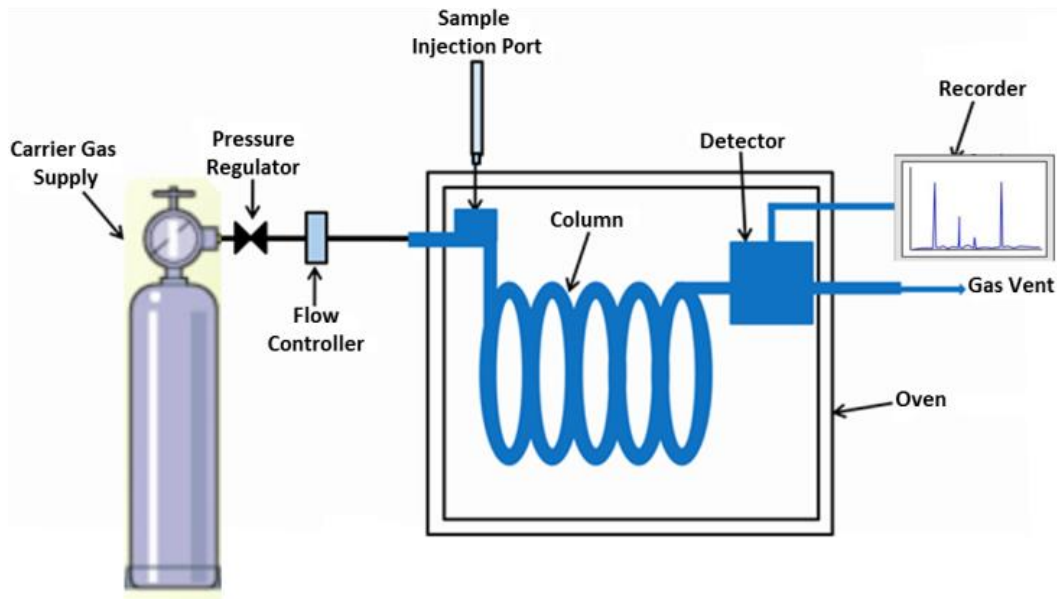 Sample
Injection Port
Recorder
Pressure
Regulator
Detector
Carrier Gas
Supply
Column
Gas Vent
Flow
Controller
Oven